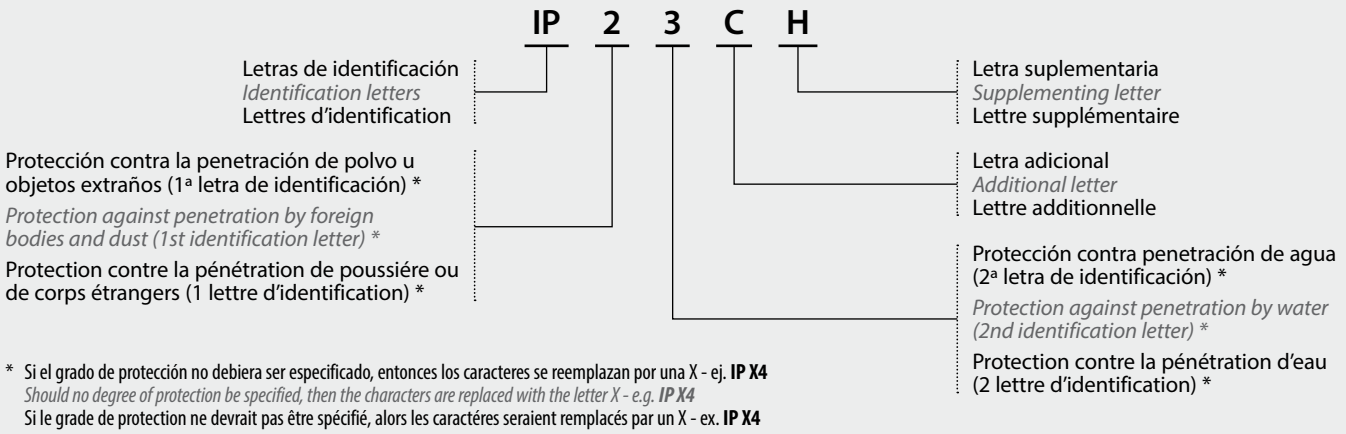 IP 2 3 C H
Letras de identificación
Identification letters
Lettres d'identification
Protección contra la penetración de polvo u
objetos extraños (1ª letra de identificación) *
Protection against penetration by foreign
bodies and dust (1st identification letter) *
Protection contre la pénétration de poussiére ou
de corps étrangers (1 lettre d'identification) *
Letra suplementaria
Supplementing letter
Lettre supplémentaire
Letra adicional
Additional letter
Lettre additionnelle
Protección contra penetración de agua
(2ª letra de identificación) *
Protection against penetration by water
(2nd identification letter) *
Protection contre la pénétration d'eau
(2 lettre d'identification) *
* Si el grado de protección no debiera ser especificado, entonces los caracteres se reemplazan por una X - ej. IP X4
Should no degree of protection be specified, then the characters are replaced with the letter X - e.g. IP X4
Si le grade de protection ne devrait pas être spécifié, alors les caractéres seraient remplacés par un X - ex. IP X4